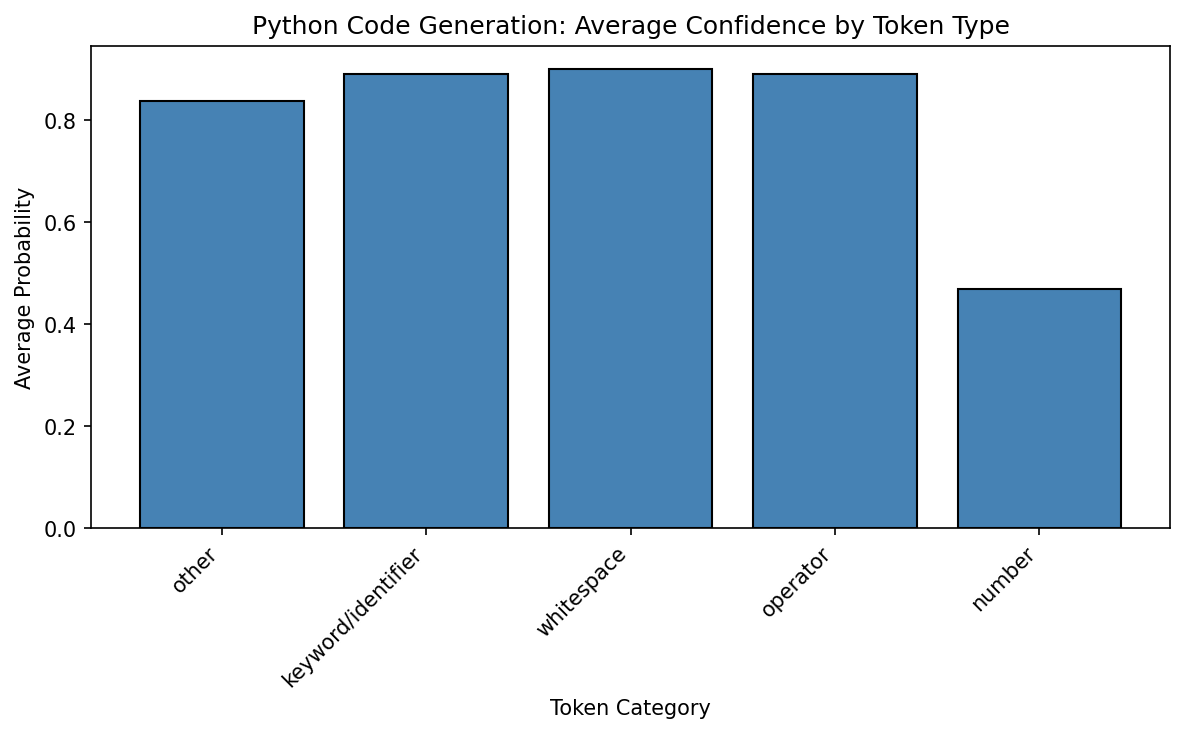 Python Code Generation: Average Confidence by Token Type
Average Probability
0.8
0.6
0.4
0.2
0.0
other
keyword/identifier
whitespace
operator
number
Token Category